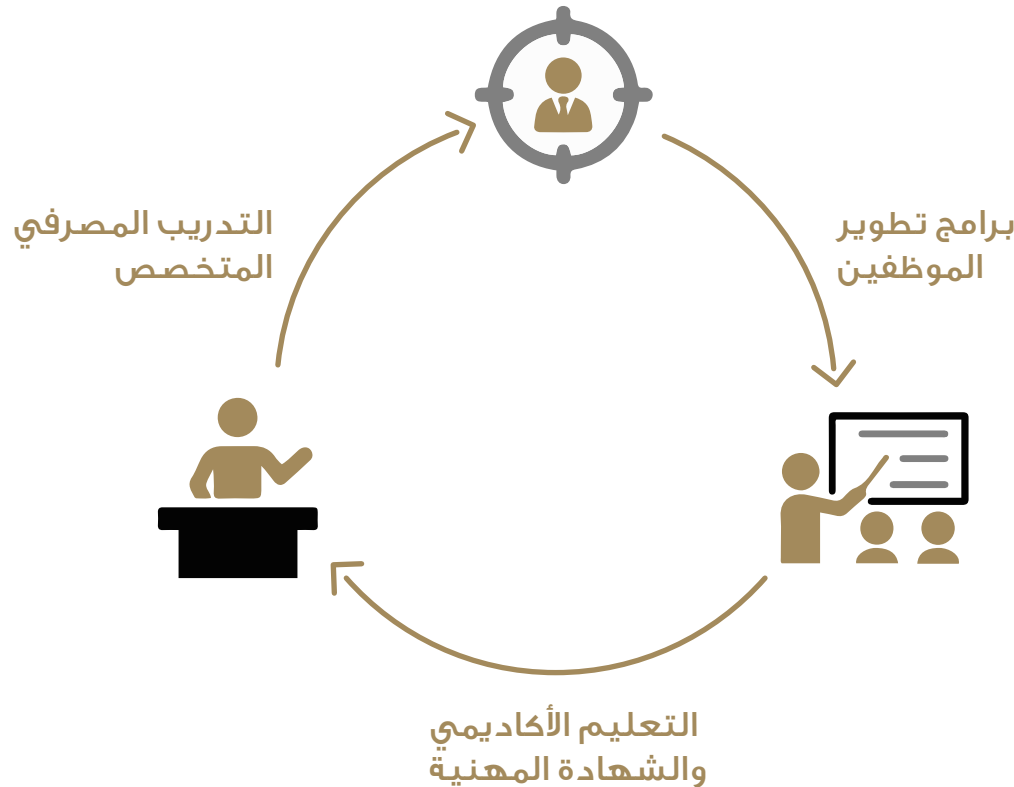 برامج تطوير
الموظفين
التدريب المصرفي
المتخصص
التعليم الأكاديمي
والشهادة المهنية